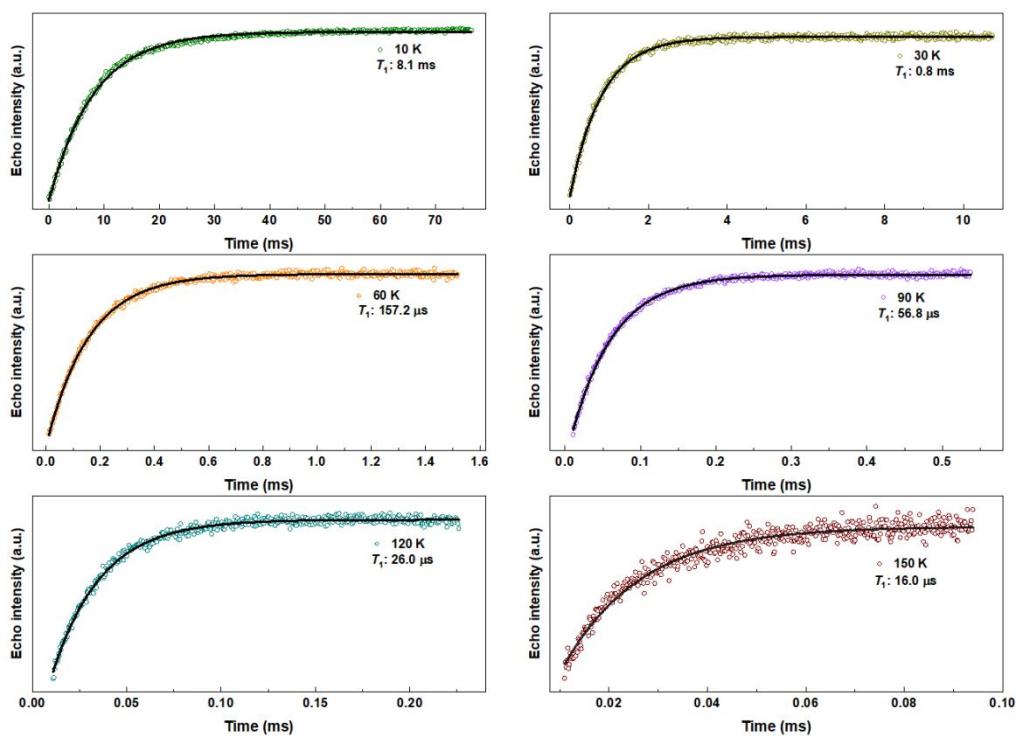 Echo intensity (a.u.)
10 K
T₁: 8.1 ms
0 10 20 30 40 50 60 70
Time (ms)
Echo intensity (a.u.)
30 K
T₁: 0.8 ms
0 2 4 6 8 10
Time (ms)
Echo intensity (a.u.)
60 K
T₁: 157.2 μs
0.0 0.2 0.4 0.6 0.8 1.0 1.2 1.4 1.6
Time (ms)
Echo intensity (a.u.)
90 K
T₁: 56.8 μs
0.0 0.1 0.2 0.3 0.4 0.5
Time (ms)
Echo intensity (a.u.)
120 K
T₁: 26.0 μs
0.00 0.05 0.10 0.15 0.20
Time (ms)
Echo intensity (a.u.)
150 K
T₁: 16.0 μs
0.02 0.04 0.06 0.08 0.10
Time (ms)